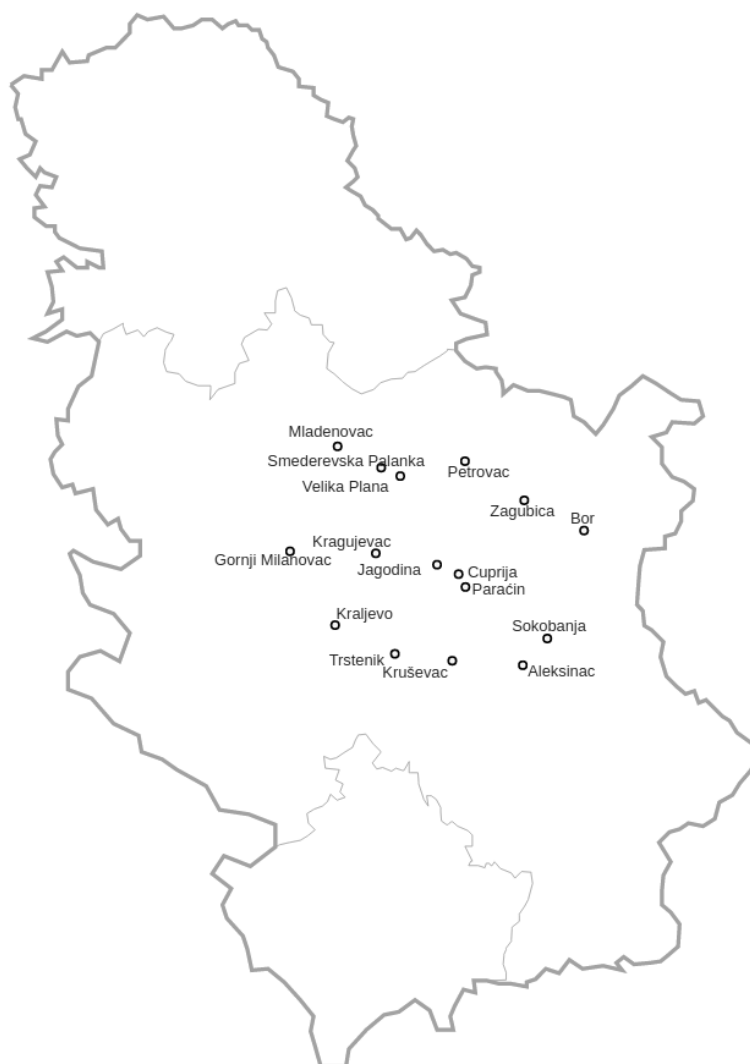 Mladenovac
Smederevska Palanka
Petrovac
Velika Plana
Zagubica
Bor
Kragujevac
Gornji Milanovac
Jagodina
Cuprija
Paraćin
Kraljevo
Sokobanja
Trstenik
Kruševac
Aleksinac